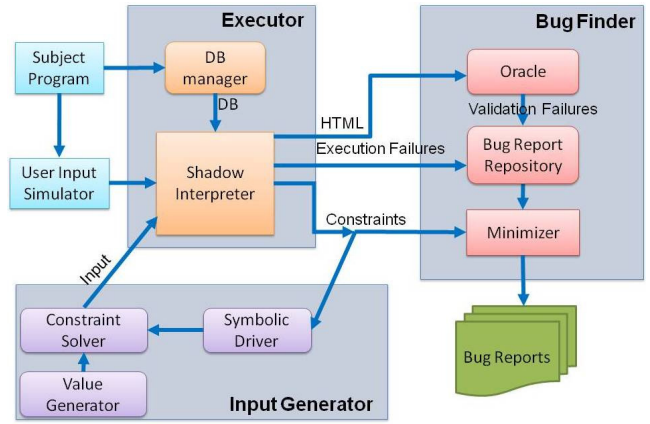 Executor
Bug Finder
Subject
Program
DB
manager
Oracle
DB
HTML
Validation Failures
Execution Failures
Bug Report
Repository
User Input
Simulator
Shadow
Interpreter
Constraints
Minimizer
Input
Constraint
Solver
Symbolic
Driver
Bug Reports
Value
Generator
Input Generator